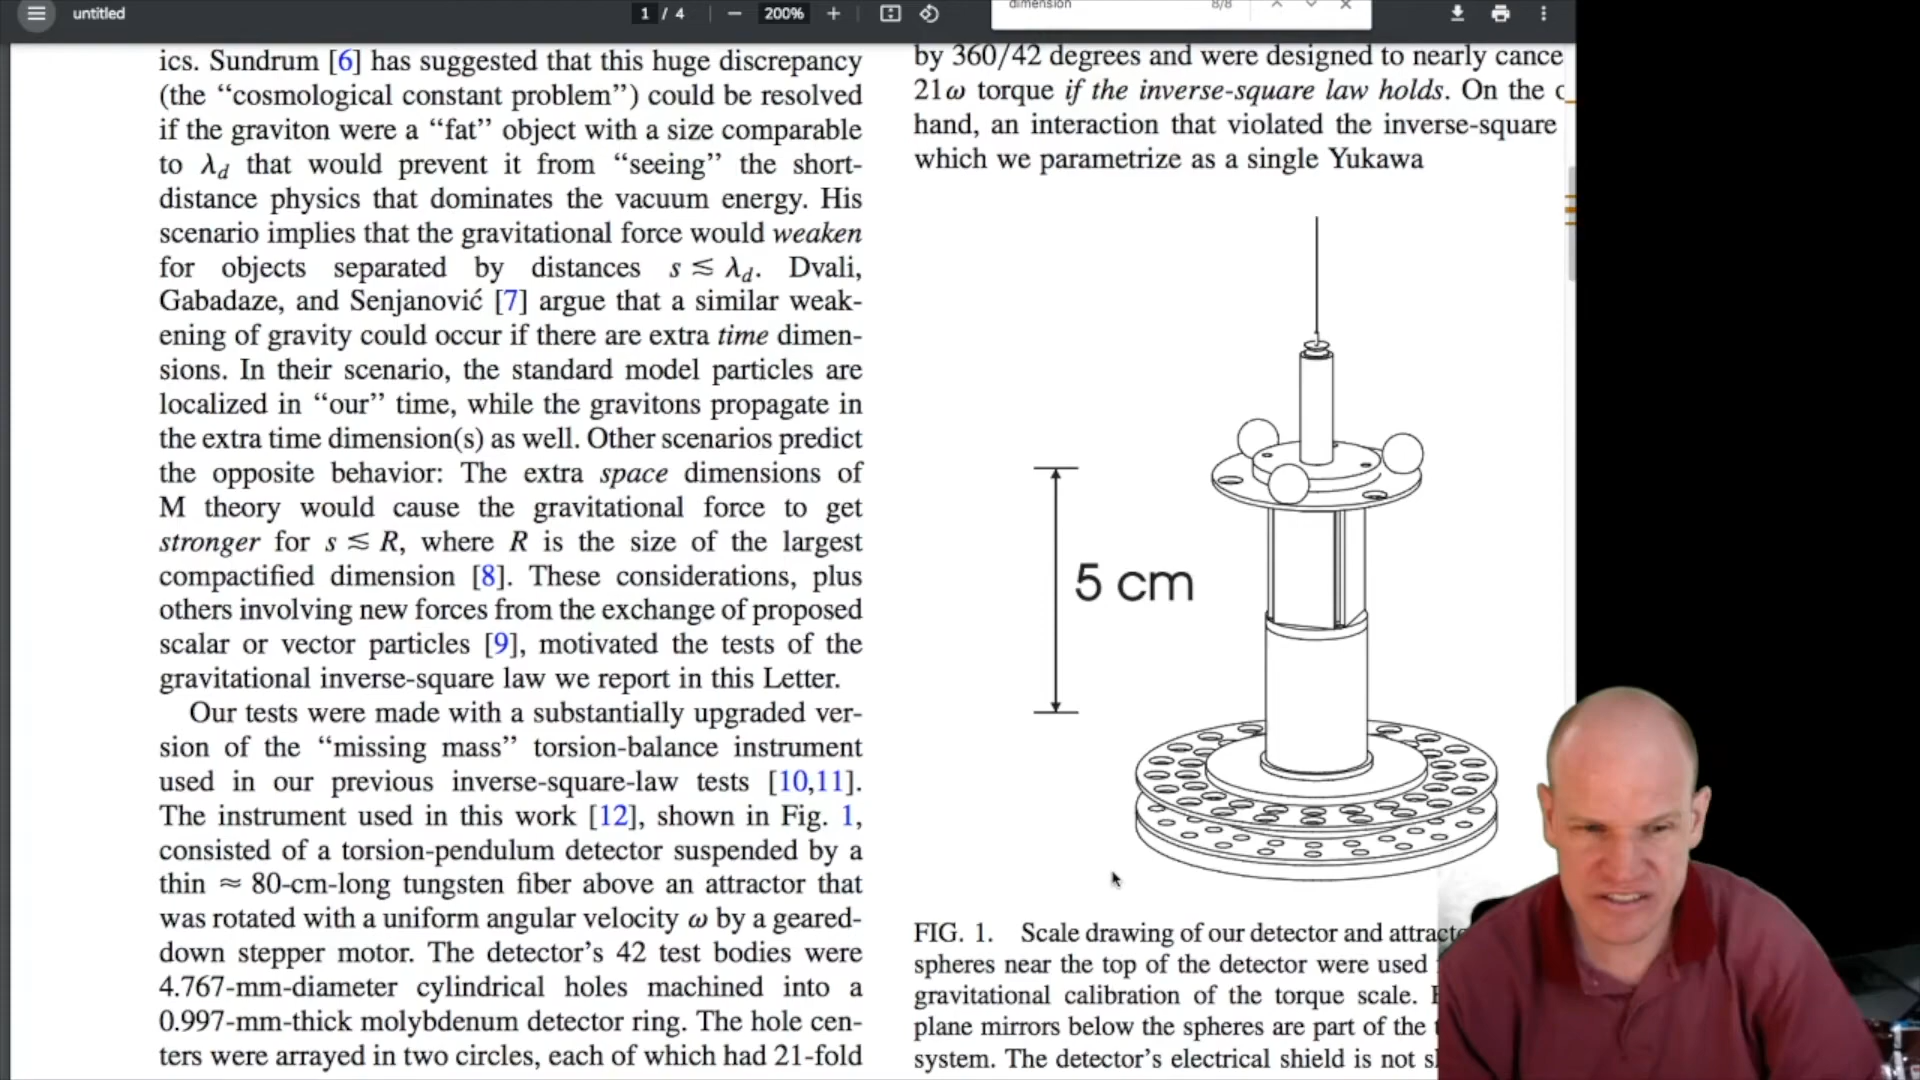 untitled
1 / 4
200%
dimension
8/8
ics. Sundrum [6] has suggested that this huge discrepancy
(the “cosmological constant problem”) could be resolved
if the graviton were a “fat” object with a size comparable
to λd that would prevent it from “seeing” the short-
distance physics that dominates the vacuum energy. His
scenario implies that the gravitational force would weaken
for objects separated by distances s ≲ λd. Dvali,
Gabadaze, and Senjanović [7] argue that a similar weak-
ening of gravity could occur if there are extra time dimen-
sions. In their scenario, the standard model particles are
localized in “our” time, while the gravitons propagate in
the extra time dimension(s) as well. Other scenarios predict
the opposite behavior: The extra space dimensions of
M theory would cause the gravitational force to get
stronger for s ≲ R, where R is the size of the largest
compactified dimension [8]. These considerations, plus
others involving new forces from the exchange of proposed
scalar or vector particles [9], motivated the tests of the
gravitational inverse-square law we report in this Letter.
Our tests were made with a substantially upgraded ver-
sion of the “missing mass” torsion-balance instrument
used in our previous inverse-square-law tests [10,11].
The instrument used in this work [12], shown in Fig. 1,
consisted of a torsion-pendulum detector suspended by a
thin ≈ 80-cm-long tungsten fiber above an attractor that
was rotated with a uniform angular velocity ω by a geared-
down stepper motor. The detector’s 42 test bodies were
4.767-mm-diameter cylindrical holes machined into a
0.997-mm-thick molybdenum detector ring. The hole cen-
ters were arrayed in two circles, each of which had 21-fold
by 360/42 degrees and were designed to nearly cance
21ω torque if the inverse-square law holds. On the
hand, an interaction that violated the inverse-square
which we parametrize as a single Yukawa
5 cm
FIG. 1. Scale drawing of our detector and attract
spheres near the top of the detector were used
gravitational calibration of the torque scale.
plane mirrors below the spheres are part of the
system. The detector’s electrical shield is not s